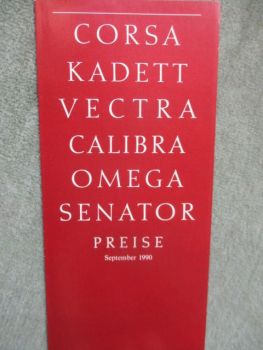 CORSA
KADETT
VECTRA
CALIBRA
OMEGA
SENATOR
PREISE
September 1990